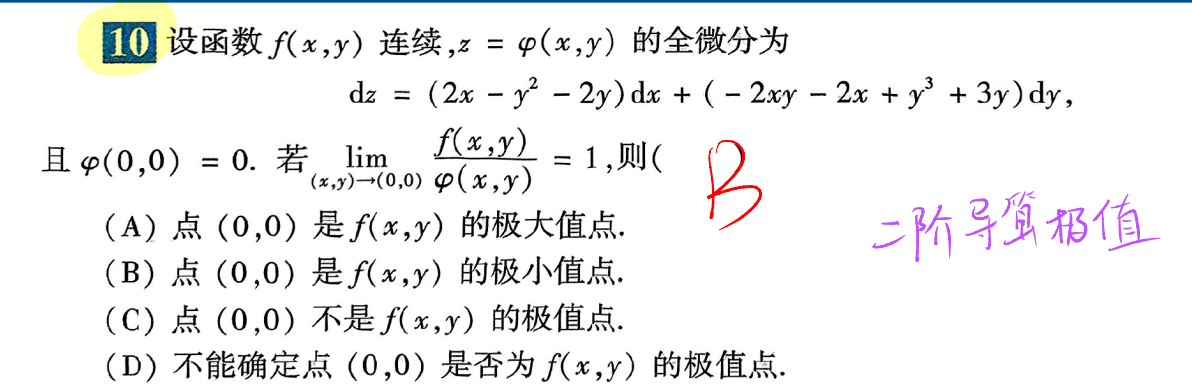 10 设函数 f(x,y) 连续,z = φ(x,y) 的全微分为
dz = (2x − y² − 2y)dx + (− 2xy − 2x + y³ + 3y)dy,
且 φ(0,0) = 0. 若 lim_{(x,y)→(0,0)} f(x,y)/φ(x,y) = 1,则( B
(A) 点 (0,0) 是 f(x,y) 的极大值点.
二阶导算极值
(B) 点 (0,0) 是 f(x,y) 的极小值点.
(C) 点 (0,0) 不是 f(x,y) 的极值点.
(D) 不能确定点 (0,0) 是否为 f(x,y) 的极值点.